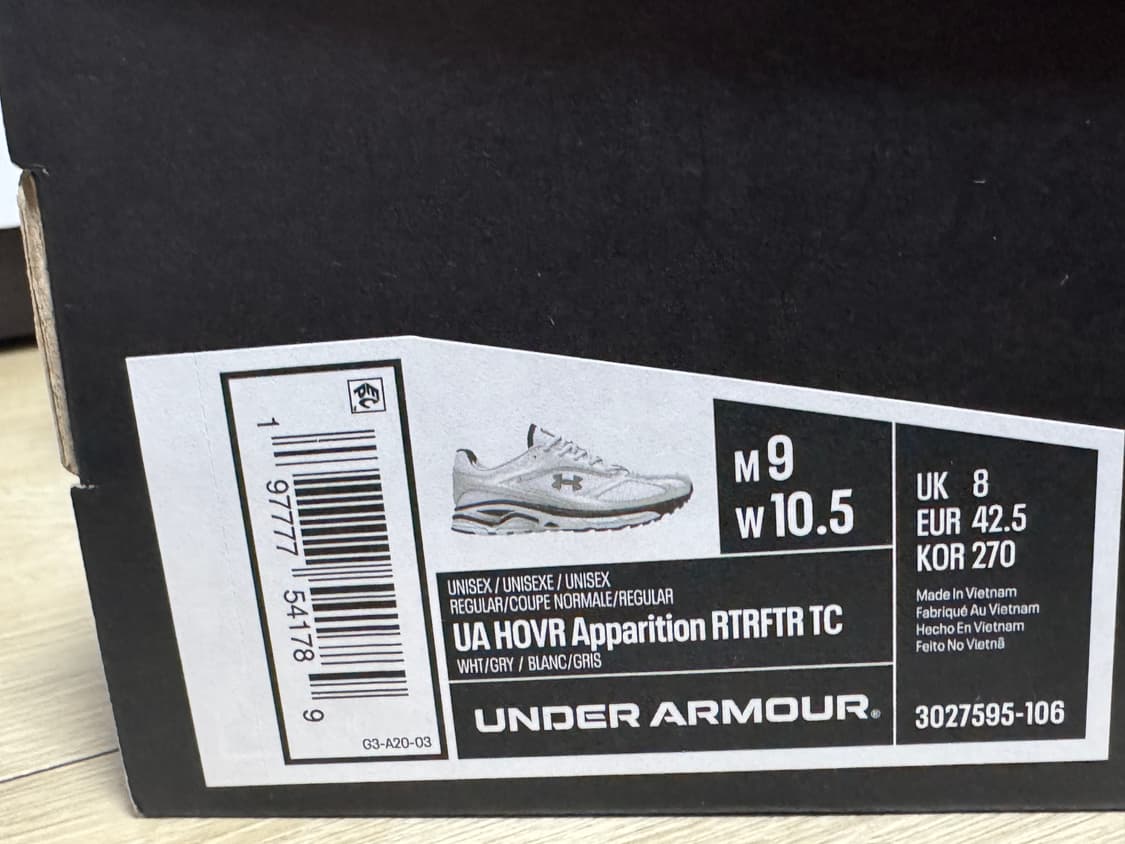 1 97777 54178 9
G3-A20-03
M 9
W 10.5
UNISEX / UNISEXE / UNISEX
REGULAR/COUPE NORMALE/REGULAR
UA HOVR Apparition RTRFTR TC
WHT/GRY / BLANC/GRIS
UNDER ARMOUR®
UK 8
EUR 42.5
KOR 270
Made In Vietnam
Fabriqué Au Vietnam
Hecho En Vietnam
Feito No Vietnã
3027595-106